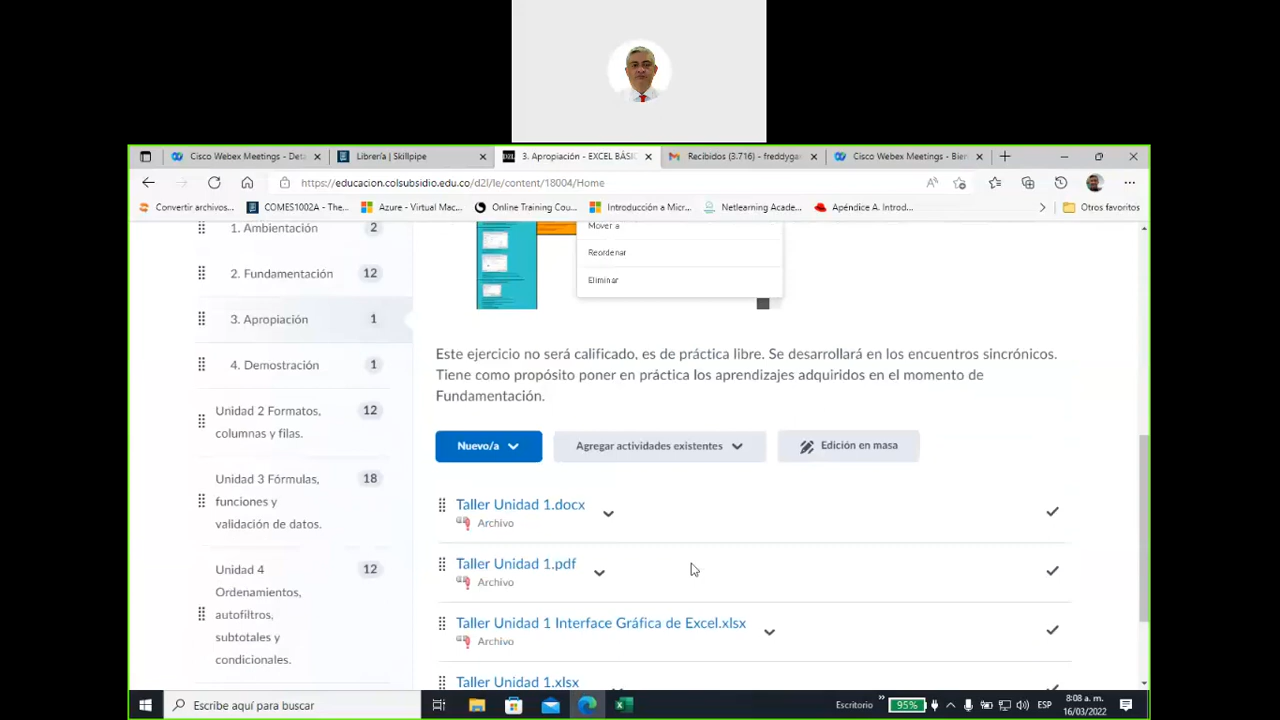 Cisco Webex Meetings - Deta
Librería | Skillpipe
3. Apropiación - EXCEL BÁSIC
Recibidos (3.716) - freddyga
Cisco Webex Meetings - Bien
https://educacion.colsubsidio.edu.co/d2l/le/content/18004/Home
Convertir archivos...
COMES1002A - The...
Azure - Virtual Mac...
Online Training Cou...
Introducción a Micr...
Netlearning Acade...
Apéndice A. Introd...
Otros favoritos
1. Ambientación 2
2. Fundamentación 12
3. Apropiación 1
4. Demostración 1
Unidad 2 Formatos, 12
columnas y filas.
Unidad 3 Fórmulas, 18
funciones y
validación de datos.
Unidad 4 12
Ordenamientos,
autofiltros,
subtotales y
condicionales.
Mover a
Reordenar
Eliminar
Este ejercicio no será calificado, es de práctica libre. Se desarrollará en los encuentros sincrónicos.
Tiene como propósito poner en práctica los aprendizajes adquiridos en el momento de
Fundamentación.
Nuevo/a
Agregar actividades existentes
Edición en masa
Taller Unidad 1.docx
Archivo
Taller Unidad 1.pdf
Archivo
Taller Unidad 1 Interface Gráfica de Excel.xlsx
Archivo
Taller Unidad 1.xlsx
Escribe aquí para buscar
Escritorio
95%
ESP
8:08 a. m.
16/03/2022